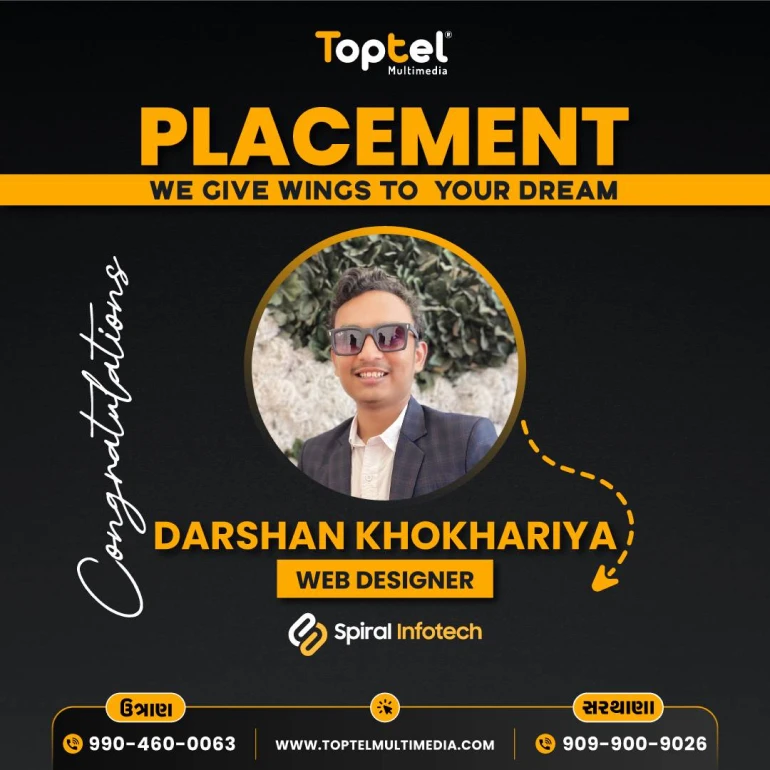 Toptel®
Multimedia
PLACEMENT
WE GIVE WINGS TO YOUR DREAM
Congratulations
DARSHAN KHOKHARIYA
WEB DESIGNER
Spiral Infotech
ઉત્રાણ
સરથાણા
990-460-0063
WWW.TOPTELMULTIMEDIA.COM
909-900-9026